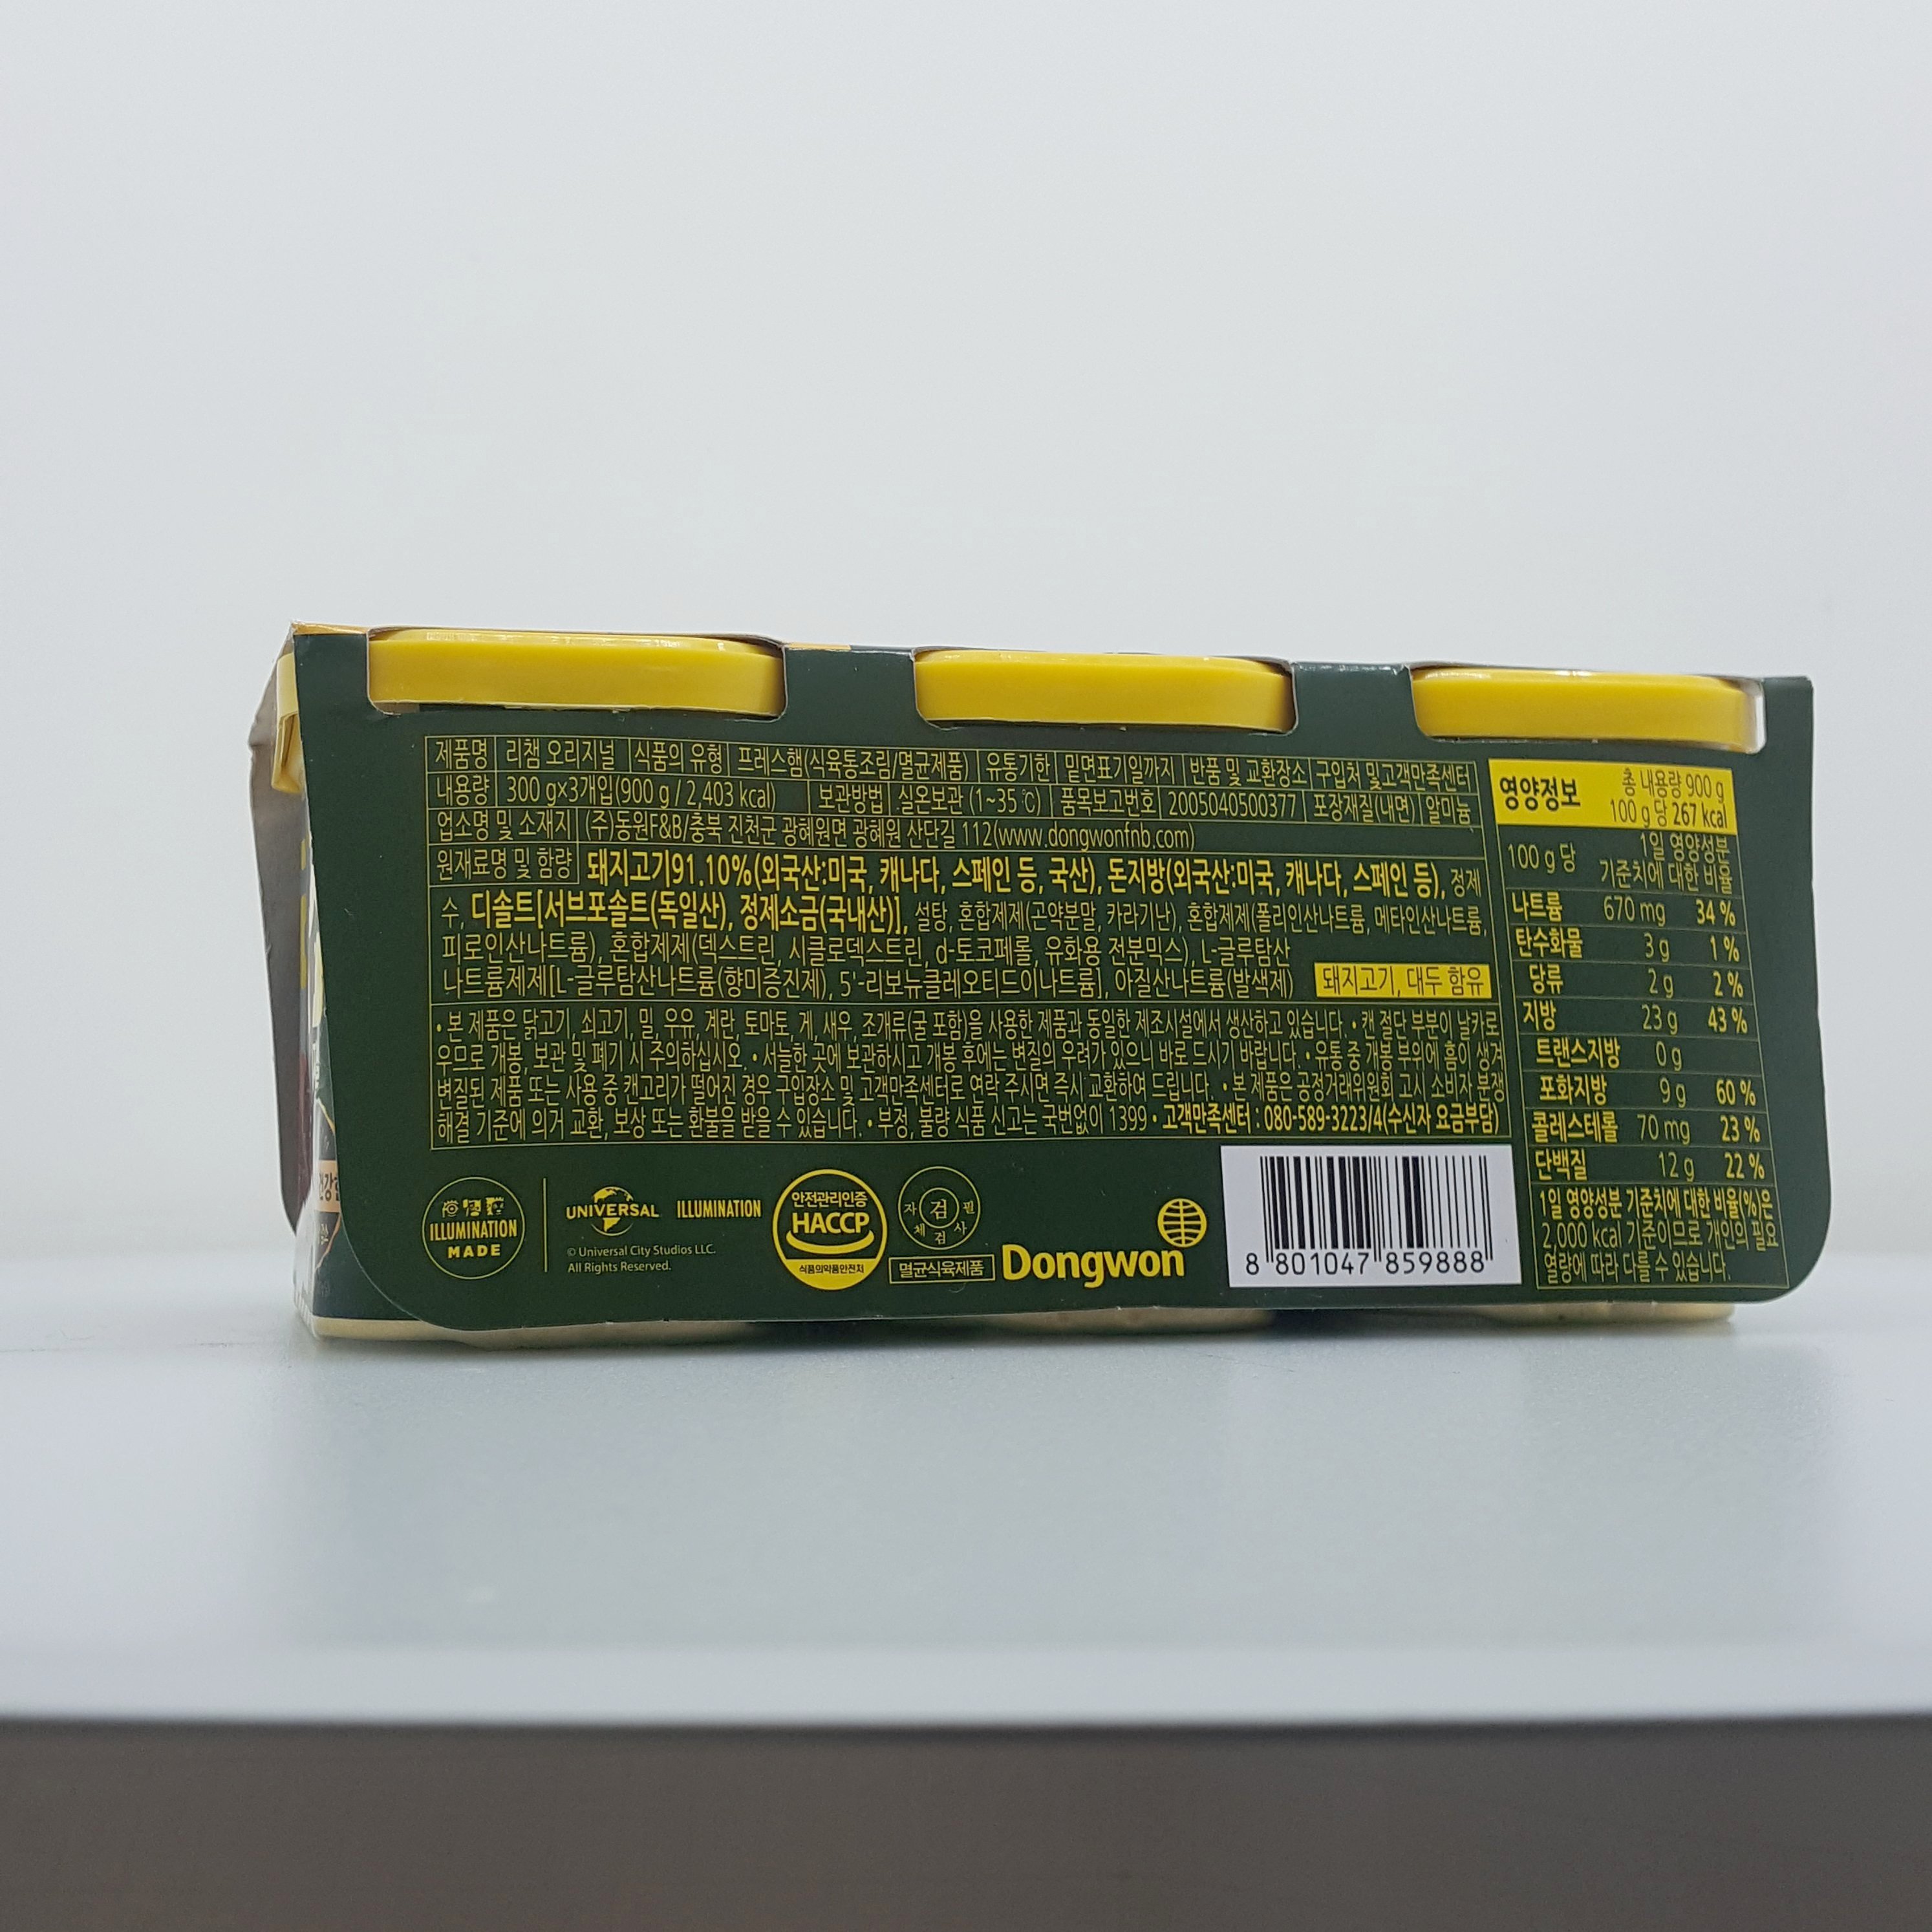 제품명 리챔 오리지널 식품의 유형 프레스햄(식육통조림/멸균제품) 유통기한 밑면표기일까지 반품 및 교환장소 구입처 및 고객만족센터
내용량 300 g×3개입(900 g / 2,403 kcal) 보관방법 실온보관 (1~35 ℃) 품목보고번호 2005040500377 포장재질(내면) 알미늄
업소명 및 소재지 (주)동원F&B/충북 진천군 광혜원면 광혜원 산단길 112(www.dongwonfnb.com)
원재료명 및 함량 돼지고기91.10%(외국산:미국, 캐나다, 스페인 등, 국산), 돈지방(외국산:미국, 캐나다, 스페인 등), 정제
수, 디솔트[서브포솔트(독일산), 정제소금(국내산)], 설탕, 혼합제제(곤약분말, 카라기난), 혼합제제(폴리인산나트륨, 메타인산나트륨,
피로인산나트륨), 혼합제제(덱스트린, 시클로덱스트린, d-토코페롤, 유화용 전분믹스), L-글루탐산
나트륨제제[L-글루탐산나트륨(향미증진제), 5'-리보뉴클레오티드이나트륨], 아질산나트륨(발색제) 돼지고기, 대두 함유
• 본 제품은 닭고기, 쇠고기, 밀, 우유, 계란, 토마토, 게, 새우, 조개류(굴 포함)을 사용한 제품과 동일한 제조시설에서 생산하고 있습니다. • 캔 절단 부분이 날카로
우므로 개봉, 보관 및 폐기 시 주의하십시오. • 서늘한 곳에 보관하시고 개봉 후에는 변질의 우려가 있으니 바로 드시기 바랍니다. • 유통 중 개봉 부위에 흠이 생겨
변질된 제품 또는 사용 중 캔고리가 떨어진 경우 구입장소 및 고객만족센터로 연락 주시면 즉시 교환하여 드립니다. • 본 제품은 공정거래위원회 고시 소비자 분쟁
해결 기준에 의거 교환, 보상 또는 환불을 받을 수 있습니다. • 부정, 불량 식품 신고는 국번없이 1399 • 고객만족센터 : 080-589-3223/4(수신자 요금부담)
영양정보 총 내용량 900 g
100 g 당 267 kcal
100 g 당 1일 영양성분
기준치에 대한 비율
나트륨 670 mg 34 %
탄수화물 3 g 1 %
당류 2 g 2 %
지방 23 g 43 %
트랜스지방 0 g
포화지방 9 g 60 %
콜레스테롤 70 mg 23 %
단백질 12 g 22 %
1일 영양성분 기준치에 대한 비율(%)은
2,000 kcal 기준이므로 개인의 필요
열량에 따라 다를 수 있습니다.
ILLUMINATION
MADE
UNIVERSAL ILLUMINATION
© Universal City Studios LLC.
All Rights Reserved.
안전관리인증
HACCP
식품의약품안전처
자 검 필
체 검 사
멸균식육제품
Dongwon
8 801047 859888